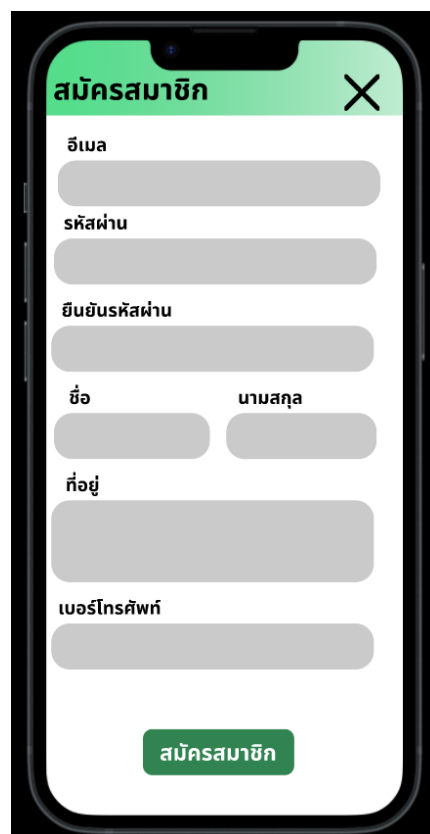 สมัครสมาชิก
อีเมล
รหัสผ่าน
ยืนยันรหัสผ่าน
ชื่อ นามสกุล
ที่อยู่
เบอร์โทรศัพท์
สมัครสมาชิก